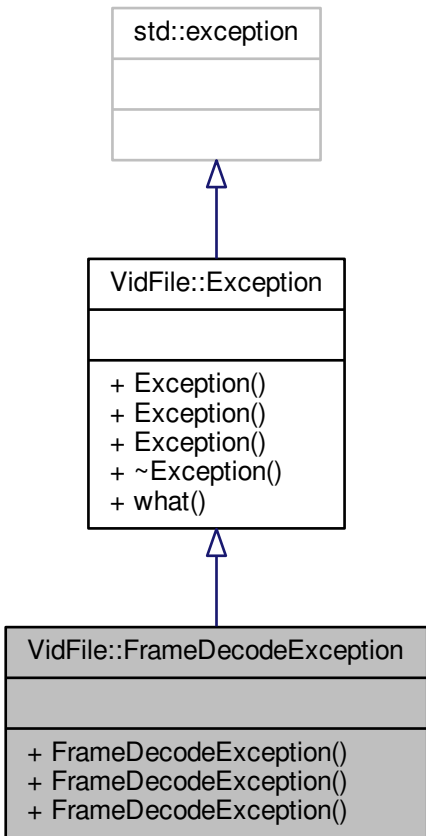 std::exception
VidFile::Exception
+ Exception()
+ Exception()
+ Exception()
+ ~Exception()
+ what()
VidFile::FrameDecodeException
+ FrameDecodeException()
+ FrameDecodeException()
+ FrameDecodeException()